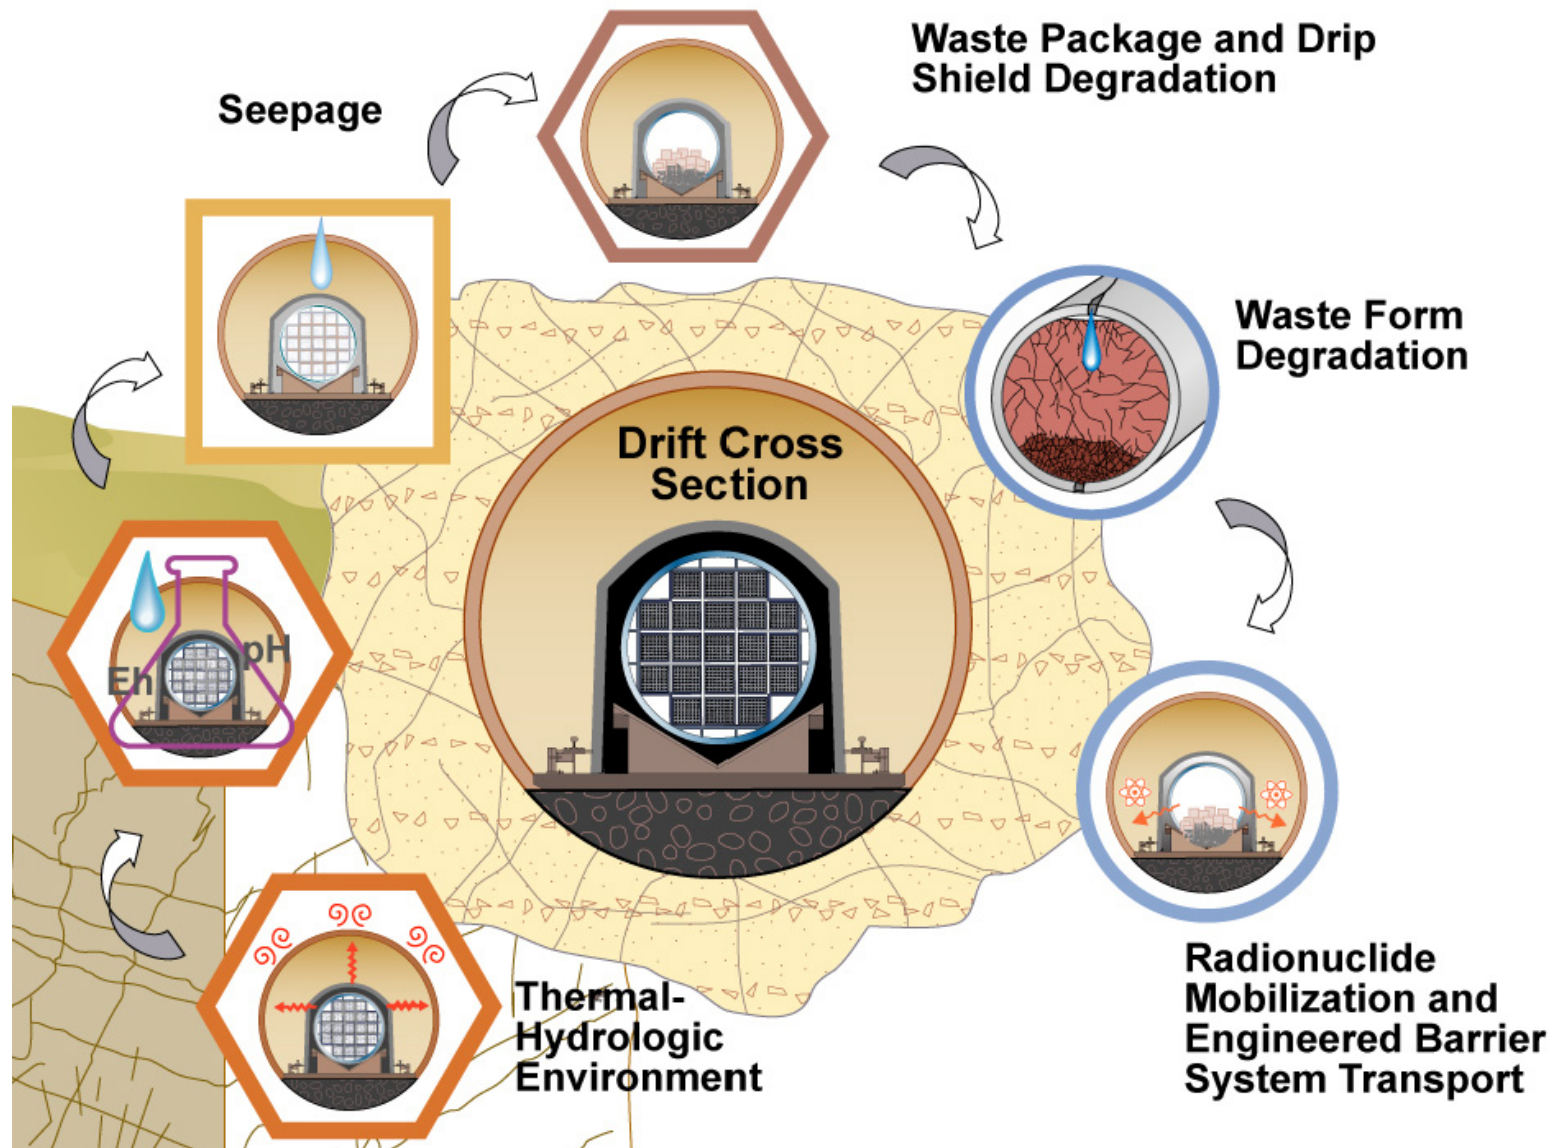 Waste Package and Drip
Shield Degradation
Seepage
Waste Form
Degradation
Drift Cross
Section
pH
Eh
Radionuclide
Mobilization and
Engineered Barrier
System Transport
Thermal-
Hydrologic
Environment